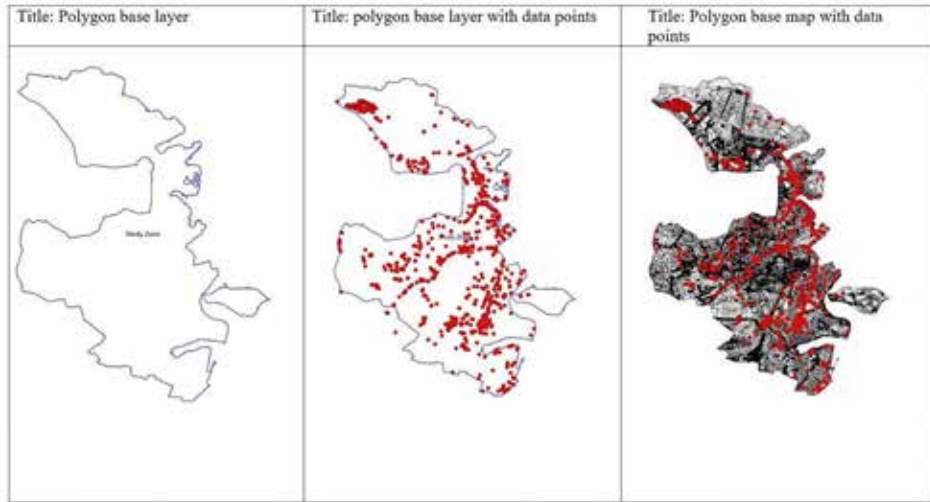 Title: Polygon base layer
Title: polygon base layer with data points
Title: Polygon base map with data
points
Study Zone